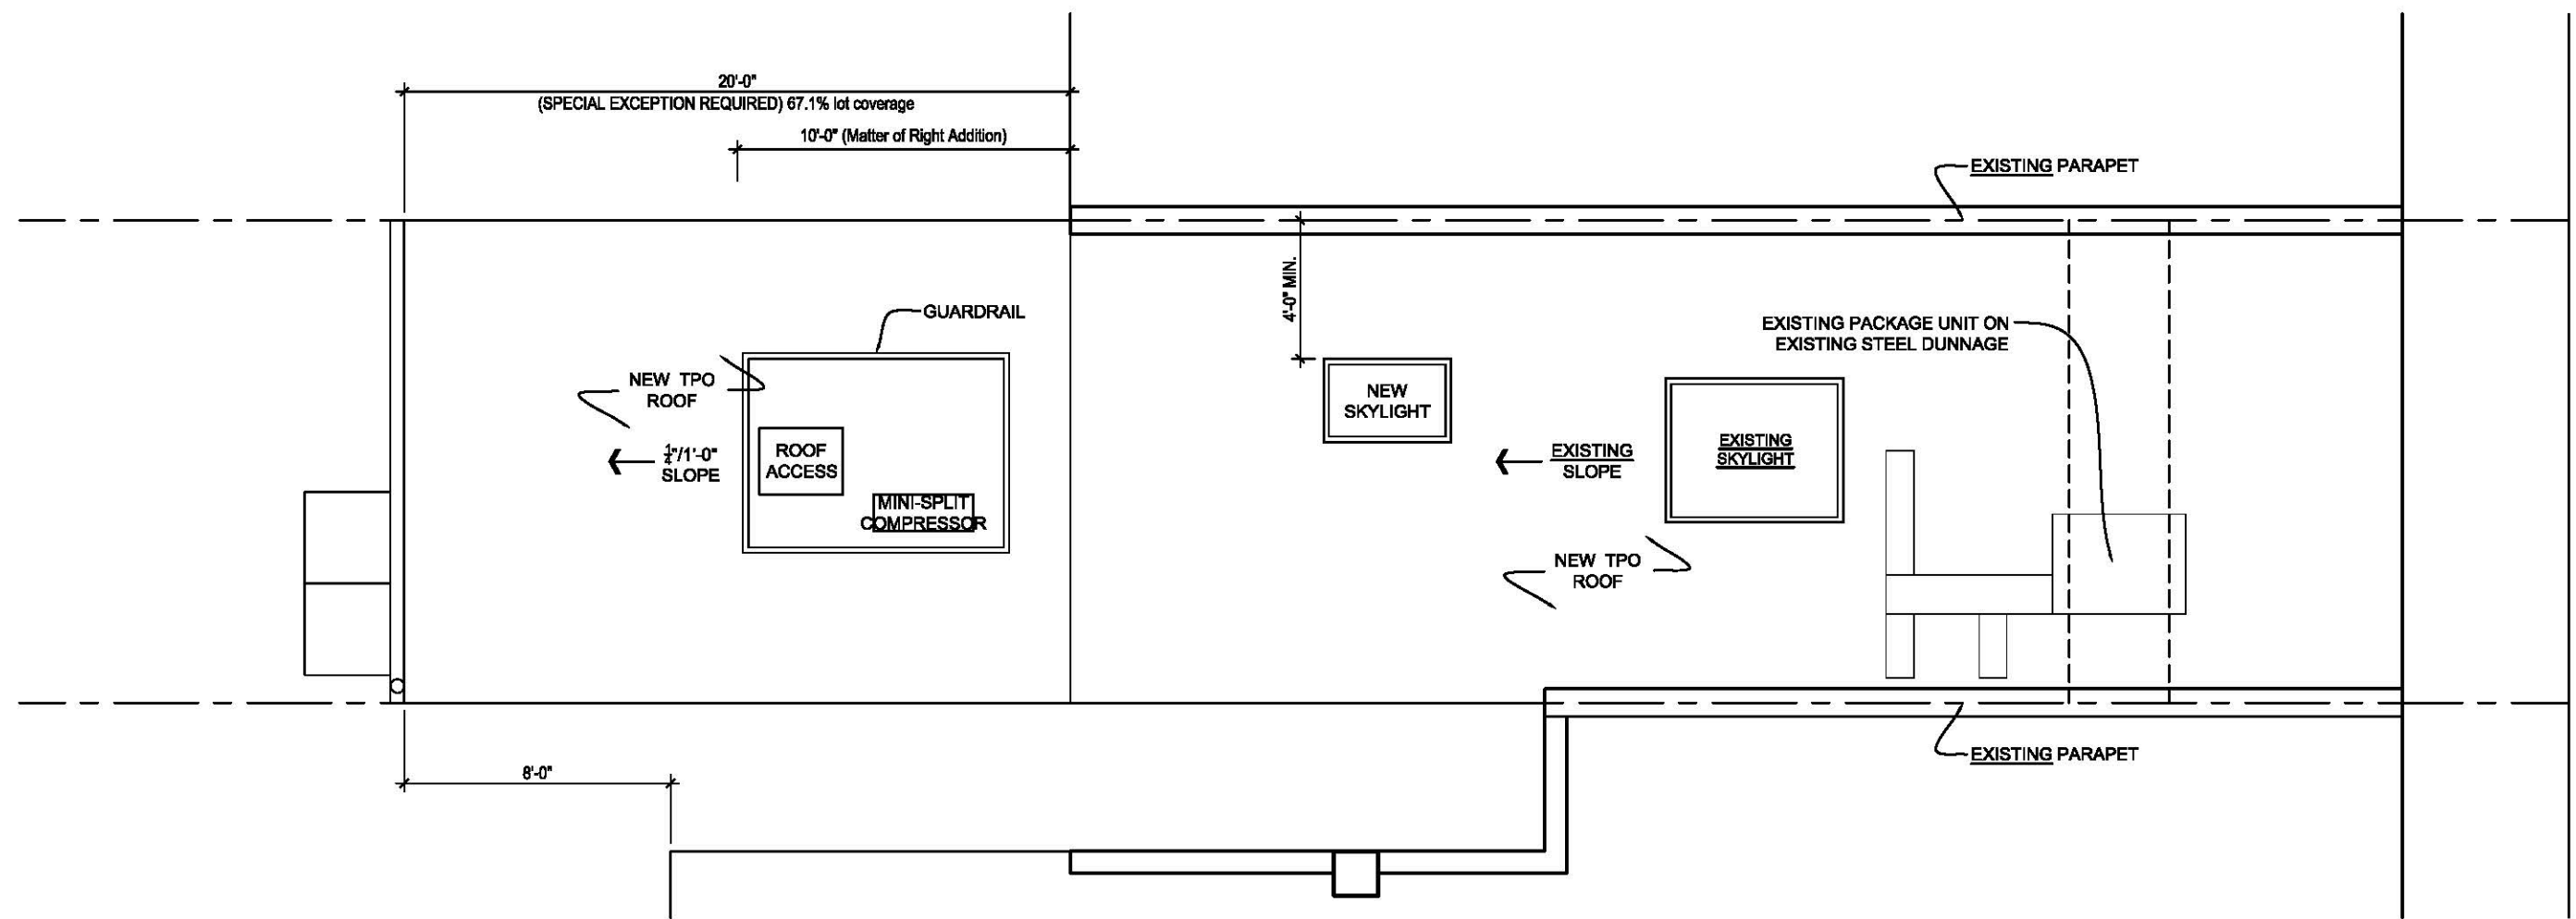 20'-0"
(SPECIAL EXCEPTION REQUIRED) 67.1% lot coverage
10'-0" (Matter of Right Addition)
EXISTING PARAPET
4'-0" MIN.
GUARDRAIL
EXISTING PACKAGE UNIT ON
EXISTING STEEL DUNNAGE
NEW TPO
ROOF
NEW
SKYLIGHT
ROOF
ACCESS
1/4"/1'-0"
SLOPE
EXISTING
SLOPE
EXISTING
SKYLIGHT
MINI-SPLIT
COMPRESSOR
NEW TPO
ROOF
EXISTING PARAPET
8'-0"